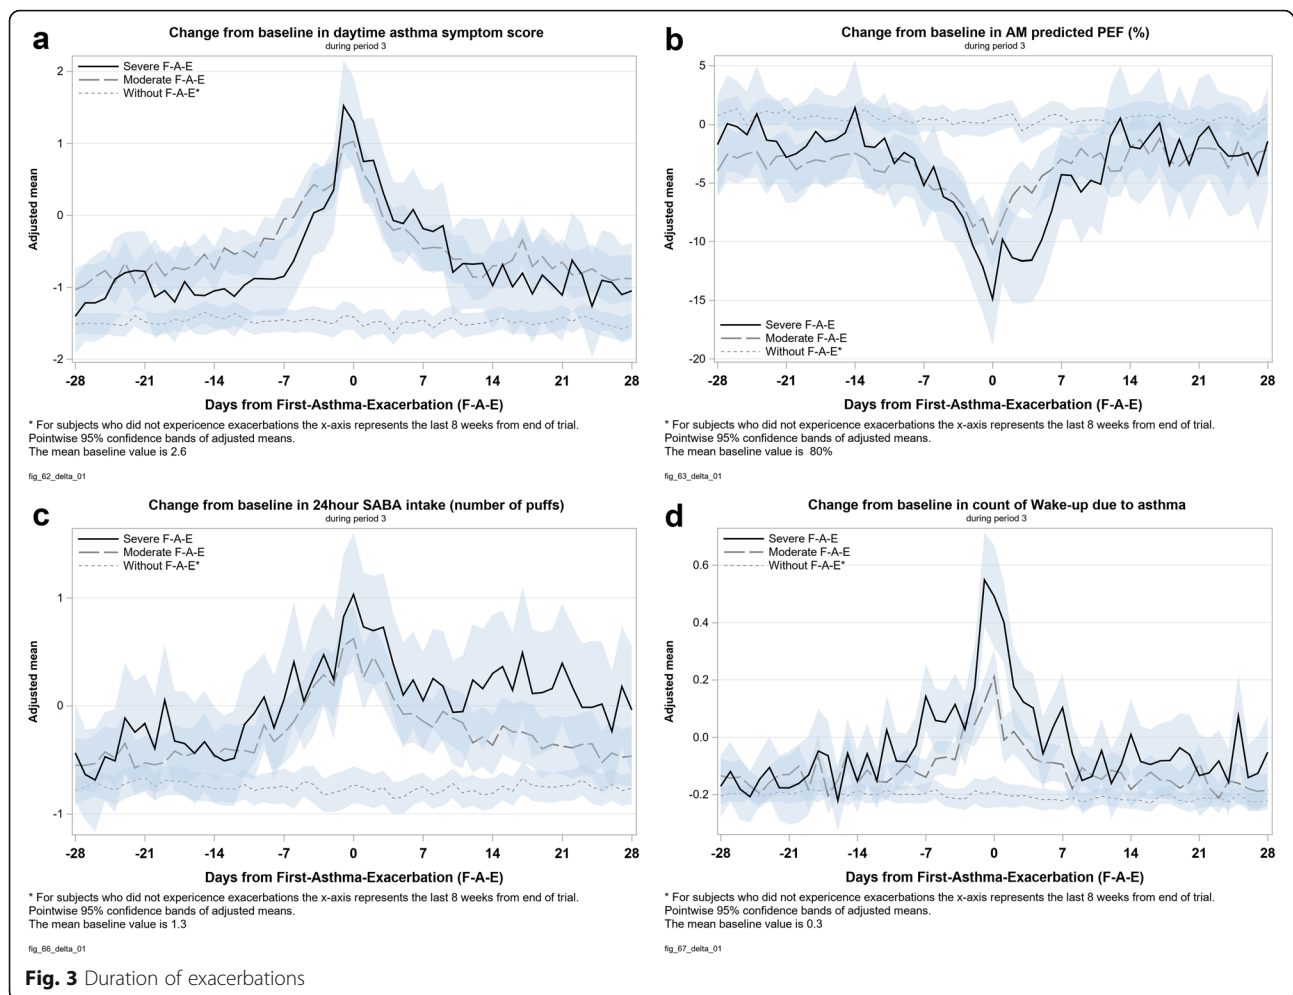 a
Change from baseline in daytime asthma symptom score
during period 3
Severe F-A-E
Moderate F-A-E
Without F-A-E*
Adjusted mean
2
1
0
-1
-2
-28 -21 -14 -7 0 7 14 21 28
Days from First-Asthma-Exacerbation (F-A-E)
* For subjects who did not expericence exacerbations the x-axis represents the last 8 weeks from end of trial.
Pointwise 95% confidence bands of adjusted means.
The mean baseline value is 2.6
fig_62_delta_01
b
Change from baseline in AM predicted PEF (%)
during period 3
Adjusted mean
5
0
-5
-10
-15
-20
Severe F-A-E
Moderate F-A-E
Without F-A-E*
-28 -21 -14 -7 0 7 14 21 28
Days from First-Asthma-Exacerbation (F-A-E)
* For subjects who did not expericence exacerbations the x-axis represents the last 8 weeks from end of trial.
Pointwise 95% confidence bands of adjusted means.
The mean baseline value is 80%
fig_63_delta_01
c
Change from baseline in 24hour SABA intake (number of puffs)
during period 3
Severe F-A-E
Moderate F-A-E
Without F-A-E*
Adjusted mean
1
0
-1
-28 -21 -14 -7 0 7 14 21 28
Days from First-Asthma-Exacerbation (F-A-E)
* For subjects who did not expericence exacerbations the x-axis represents the last 8 weeks from end of trial.
Pointwise 95% confidence bands of adjusted means.
The mean baseline value is 1.3
fig_66_delta_01
d
Change from baseline in count of Wake-up due to asthma
during period 3
Severe F-A-E
Moderate F-A-E
Without F-A-E*
Adjusted mean
0.6
0.4
0.2
0.0
-0.2
-28 -21 -14 -7 0 7 14 21 28
Days from First-Asthma-Exacerbation (F-A-E)
* For subjects who did not expericence exacerbations the x-axis represents the last 8 weeks from end of trial.
Pointwise 95% confidence bands of adjusted means.
The mean baseline value is 0.3
fig_67_delta_01
Fig. 3 Duration of exacerbations